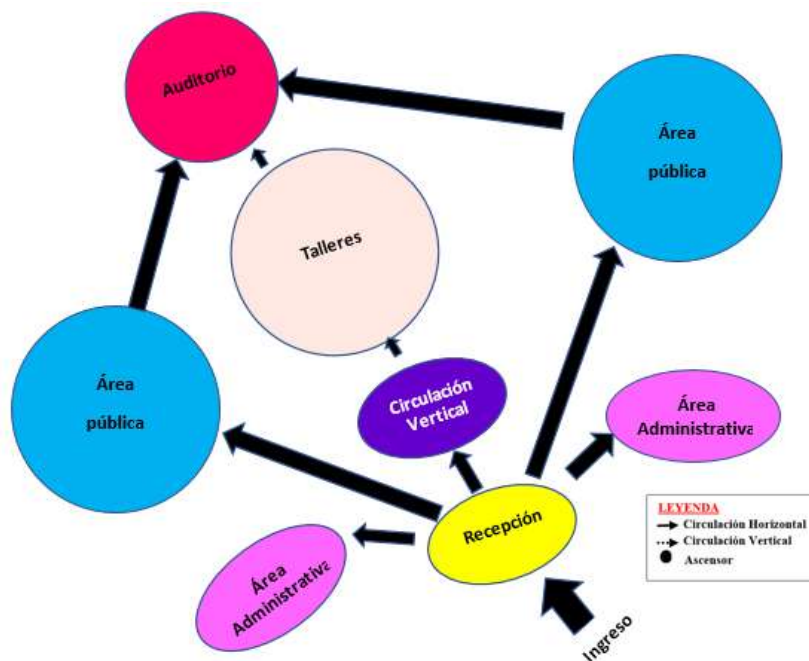 Auditorio
Área
pública
Talleres
Área
pública
Circulación
Vertical
Área
Administrativa
Recepción
Área
Administrativa
Ingreso
LEYENDA
Circulación Horizontal
Circulación Vertical
Ascensor